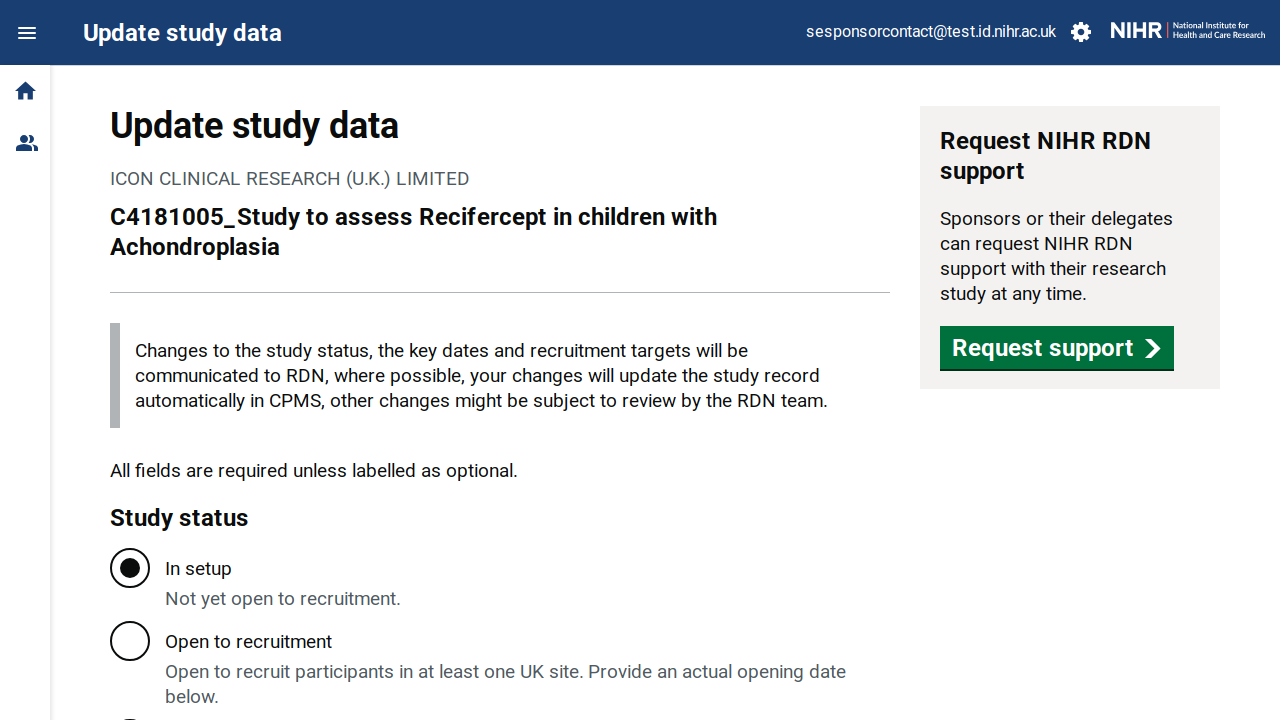 Update study data
sesponsorcontact@test.id.nihr.ac.uk
NIHR National Institute for
Health and Care Research
Update study data
ICON CLINICAL RESEARCH (U.K.) LIMITED
C4181005_Study to assess Recifercept in children with
Achondroplasia
Changes to the study status, the key dates and recruitment targets will be
communicated to RDN, where possible, your changes will update the study record
automatically in CPMS, other changes might be subject to review by the RDN team.
All fields are required unless labelled as optional.
Study status
In setup
Not yet open to recruitment.
Open to recruitment
Open to recruit participants in at least one UK site. Provide an actual opening date
below.
Request NIHR RDN
support
Sponsors or their delegates
can request NIHR RDN
support with their research
study at any time.
Request support